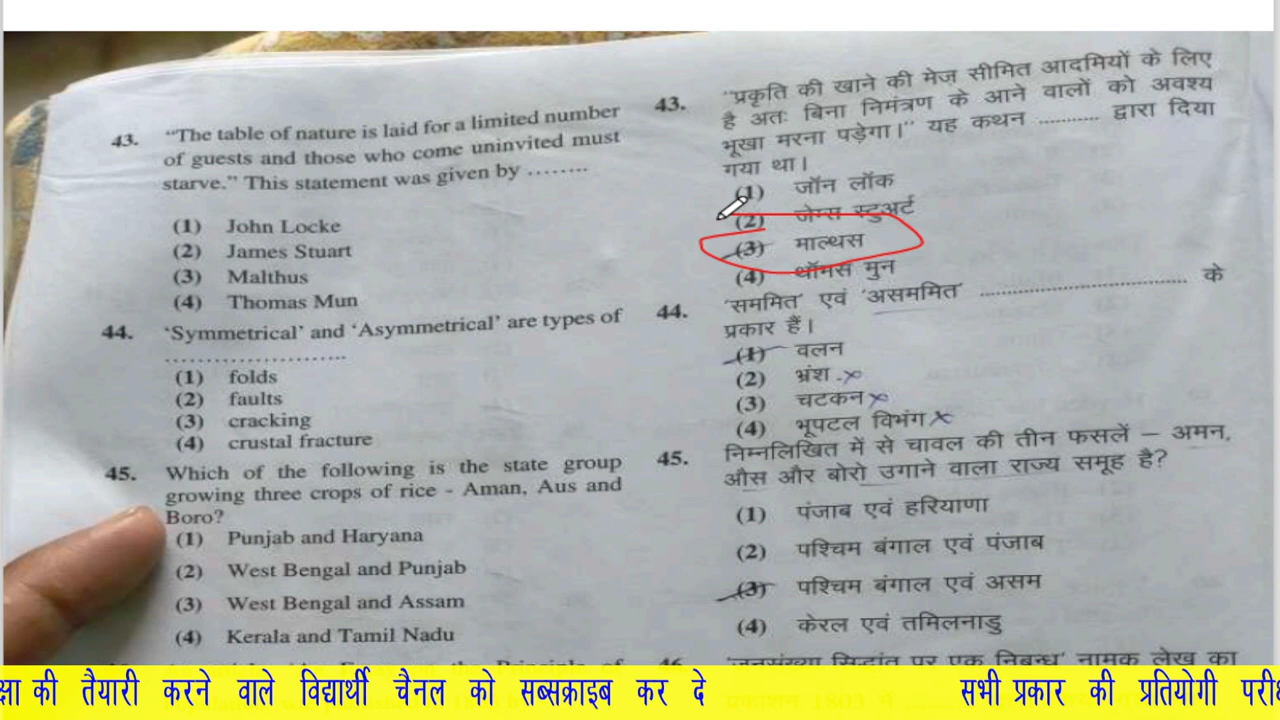 43. "The table of nature is laid for a limited number
of guests and those who come uninvited must
starve." This statement was given by ........
(1) John Locke
(2) James Stuart
(3) Malthus
(4) Thomas Mun
44. 'Symmetrical' and 'Asymmetrical' are types of
.......................
(1) folds
(2) faults
(3) cracking
(4) crustal fracture
45. Which of the following is the state group
growing three crops of rice - Aman, Aus and
Boro?
(1) Punjab and Haryana
(2) West Bengal and Punjab
(3) West Bengal and Assam
(4) Kerala and Tamil Nadu
43. "प्रकृति की खाने की मेज़ सीमित आदमियों के लिए
है अतः बिना निमंत्रण के आने वालों को अवश्य
भूखा मरना पड़ेगा।" यह कथन ........... द्वारा दिया
गया था।
(1) जॉन लॉक
(2) जेम्स स्टुअर्ट
(3) माल्थस
(4) थॉमस मुन
44. 'सममित' एवं 'असममित' .................................. के
प्रकार हैं।
(1) वलन
(2) भ्रंश
(3) चटकन
(4) भूपटल विभंग
45. निम्नलिखित में से चावल की तीन फसलें – अमन,
औस और बोरो उगाने वाला राज्य समूह है?
(1) पंजाब एवं हरियाणा
(2) पश्चिम बंगाल एवं पंजाब
(3) पश्चिम बंगाल एवं असम
(4) केरल एवं तमिलनाडु
46. 'जनसंख्या सिद्धांत पर एक निबन्ध' नामक लेख का
की तैयारी करने वाले विद्यार्थी चैनल को सब्सक्राइब कर दे सभी प्रकार की प्रतियोगी